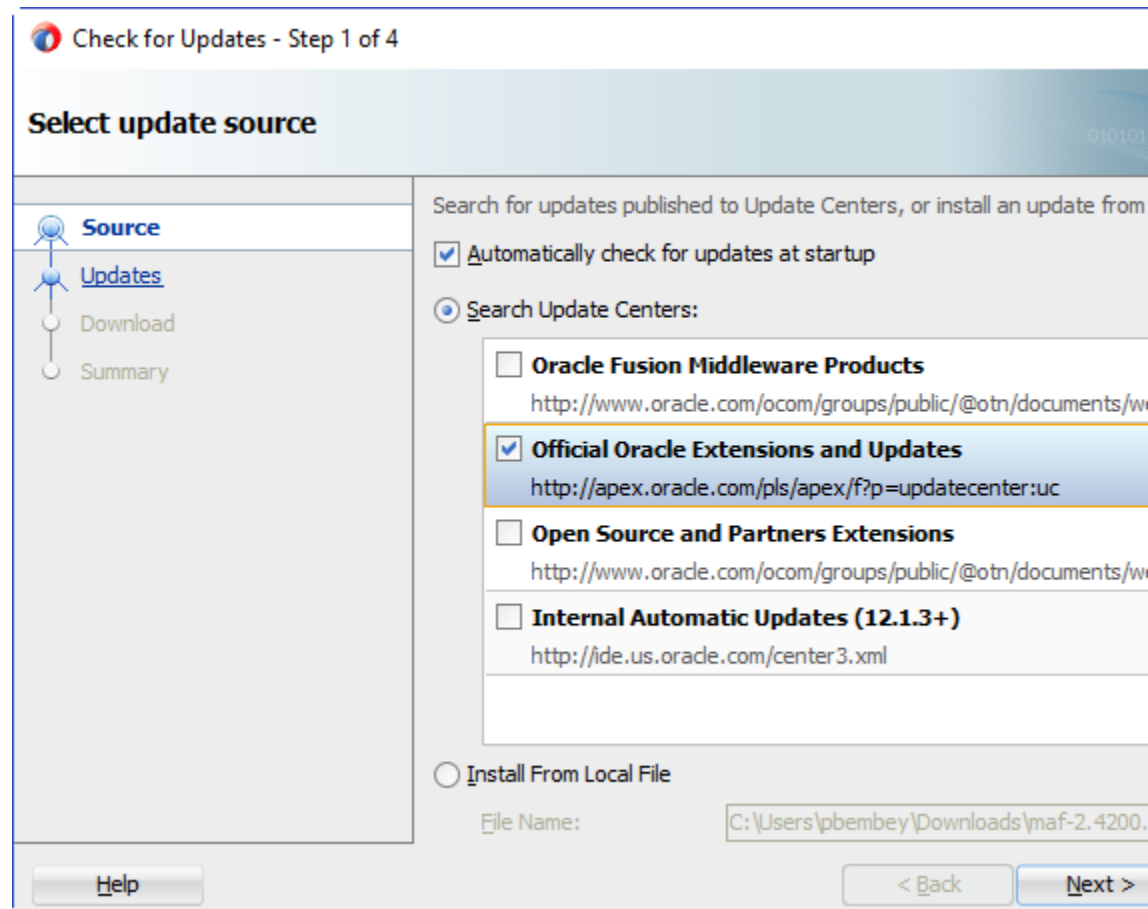 Check for Updates - Step 1 of 4
Select update source
010101
Source
Updates
Download
Summary
Search for updates published to Update Centers, or install an update from
Automatically check for updates at startup
Search Update Centers:
Oracle Fusion Middleware Products
http://www.oracle.com/ocom/groups/public/@otn/documents/we
Official Oracle Extensions and Updates
http://apex.oracle.com/pls/apex/f?p=updatecenter:uc
Open Source and Partners Extensions
http://www.oracle.com/ocom/groups/public/@otn/documents/we
Internal Automatic Updates (12.1.3+)
http://ide.us.oracle.com/center3.xml
Install From Local File
File Name:
C:\Users\pbembey\Downloads\maf-2.4200.
Help
< Back
Next >